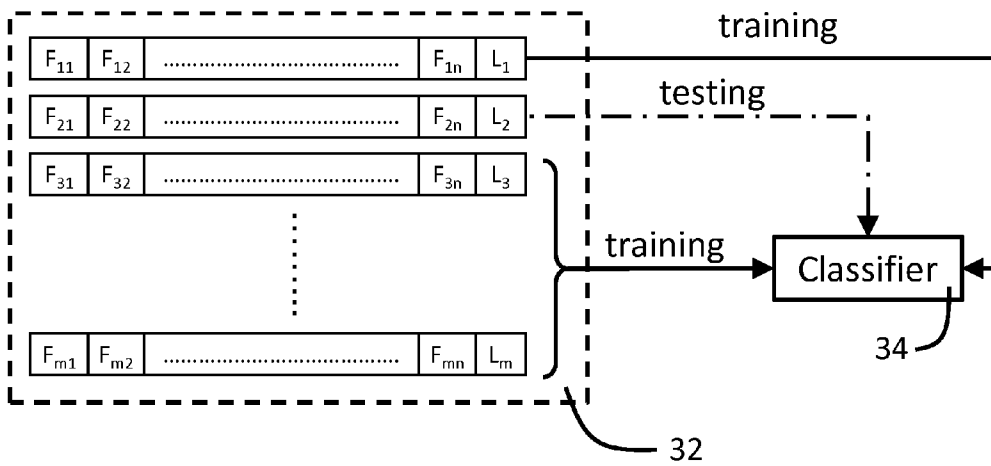 training
F₁₁ F₁₂ ........................................ F₁ₙ L₁
testing
F₂₁ F₂₂ ........................................ F₂ₙ L₂
F₃₁ F₃₂ ........................................ F₃ₙ L₃
training
Classifier
34
Fₘ₁ Fₘ₂ ........................................ Fₘₙ Lₘ
32